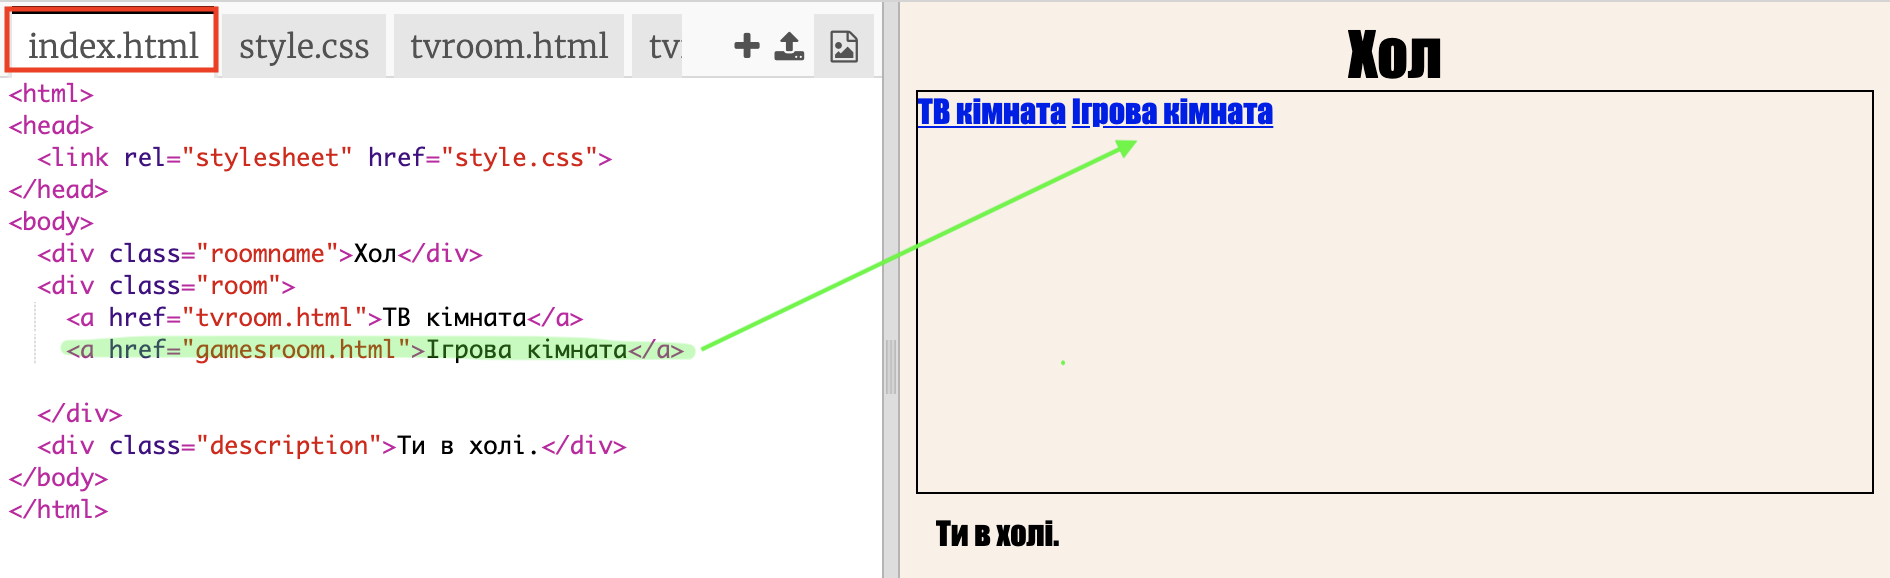 index.html style.css tvroom.html tv
<html>
<head>
<link rel="stylesheet" href="style.css">
</head>
<body>
<div class="roomname">Хол</div>
<div class="room">
<a href="tvroom.html">ТВ кімната</a>
<a href="gamesroom.html">Ігрова кімната</a>
</div>
<div class="description">Ти в холі.</div>
</body>
</html>
Хол
ТВ кімната Ігрова кімната
Ти в холі.